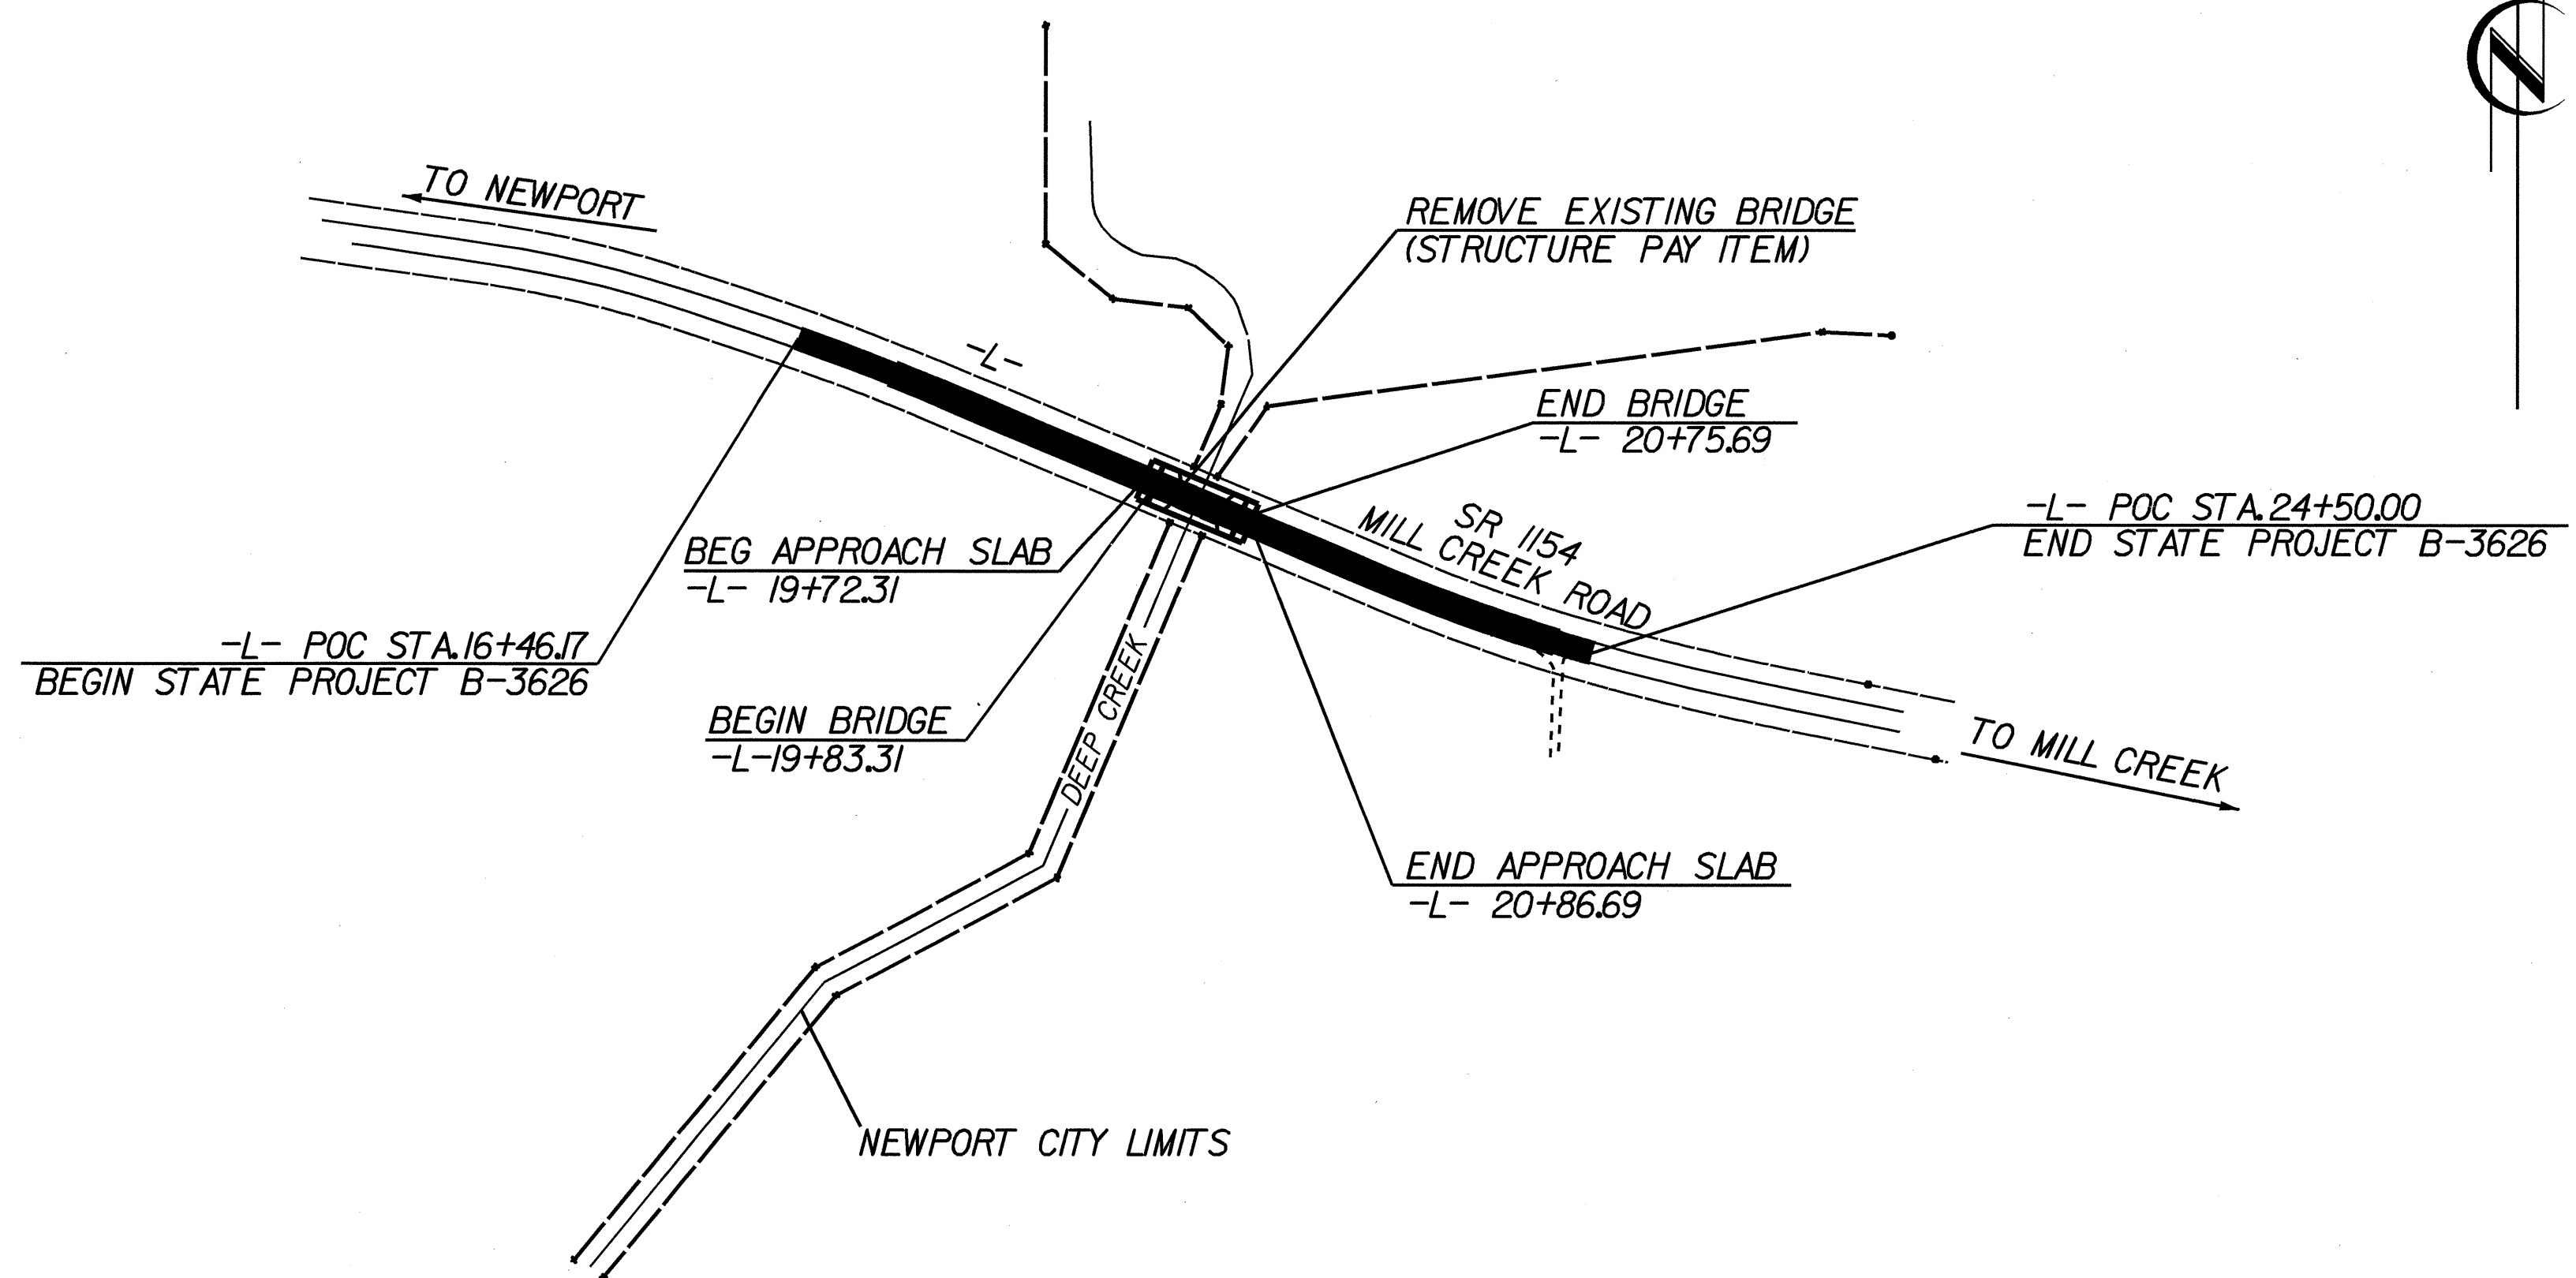 N
TO NEWPORT
REMOVE EXISTING BRIDGE
(STRUCTURE PAY ITEM)
-L-
END BRIDGE
-L- 20+75.69
SR 1154
MILL CREEK ROAD
-L- POC STA.24+50.00
END STATE PROJECT B-3626
BEG APPROACH SLAB
-L- 19+72.31
-L- POC STA.16+46.17
BEGIN STATE PROJECT B-3626
DEEP CREEK
BEGIN BRIDGE
-L-19+83.31
TO MILL CREEK
END APPROACH SLAB
-L- 20+86.69
NEWPORT CITY LIMITS